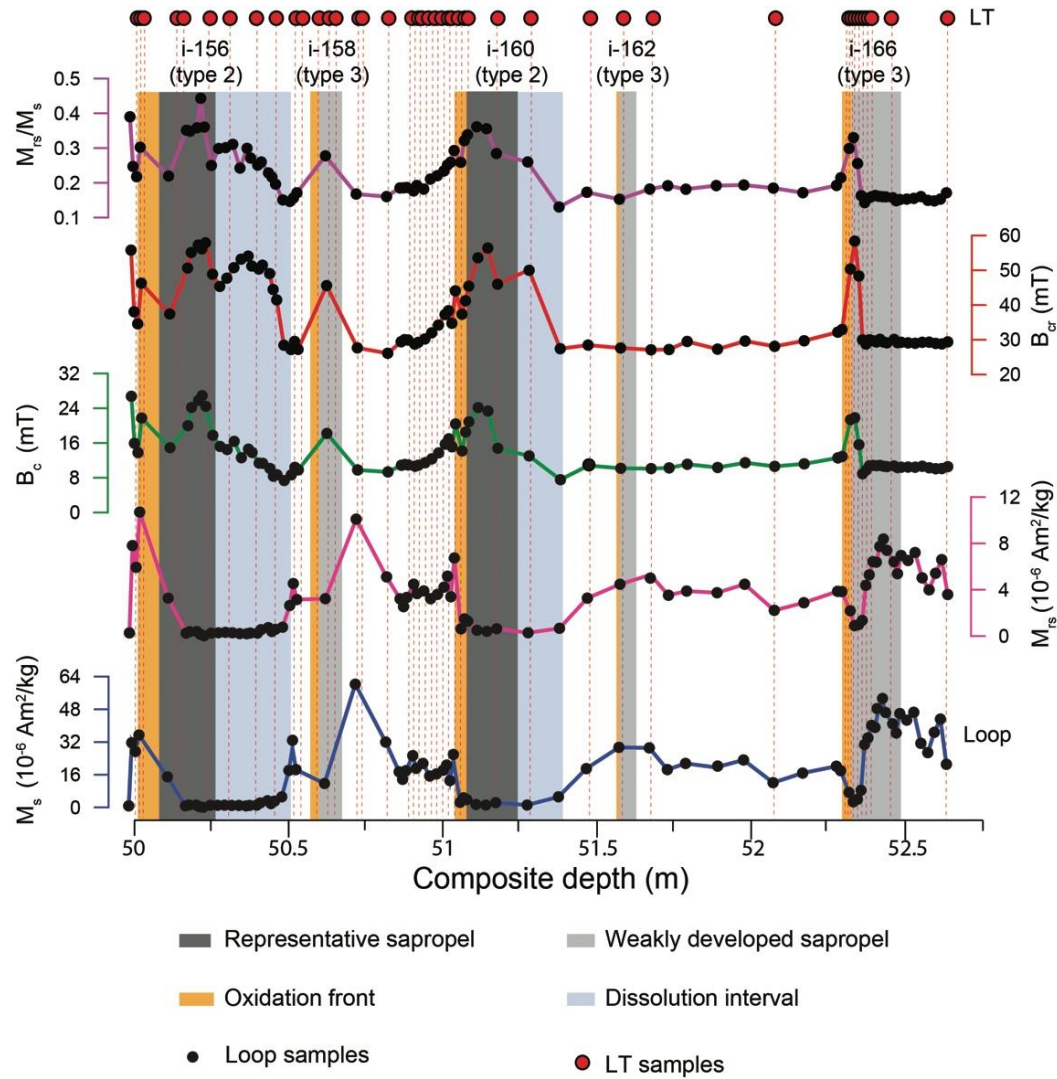 LT
i-156 i-158 i-160 i-162 i-166
(type 2) (type 3) (type 2) (type 3) (type 3)
0.5
0.4
0.3
0.2
0.1
Mrs/Ms
60
50
40
30
20
Bcr (mT)
32
24
16
8
0
Bc (mT)
12
8
4
0
Mrs (10⁻⁶ Am²/kg)
64
48
32
16
0
Ms (10⁻⁶ Am²/kg)
Loop
50 50.5 51 51.5 52 52.5
Composite depth (m)
Representative sapropel Weakly developed sapropel
Oxidation front Dissolution interval
Loop samples LT samples